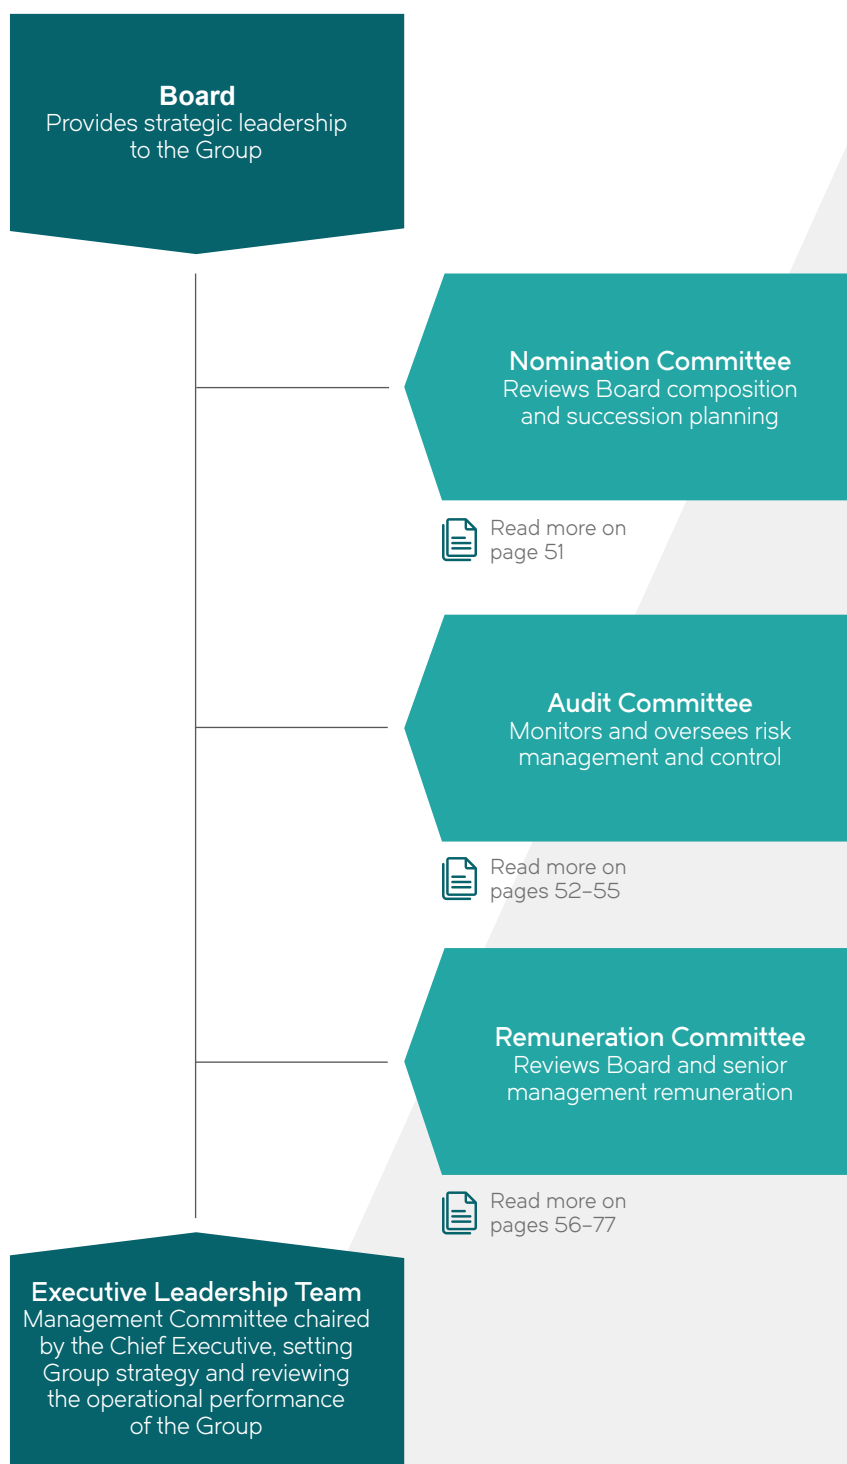 Board
Provides strategic leadership
to the Group
Nomination Committee
Reviews Board composition
and succession planning
Read more on
page 51
Audit Committee
Monitors and oversees risk
management and control
Read more on
pages 52–55
Remuneration Committee
Reviews Board and senior
management remuneration
Read more on
pages 56–77
Executive Leadership Team
Management Committee chaired
by the Chief Executive, setting
Group strategy and reviewing
the operational performance
of the Group